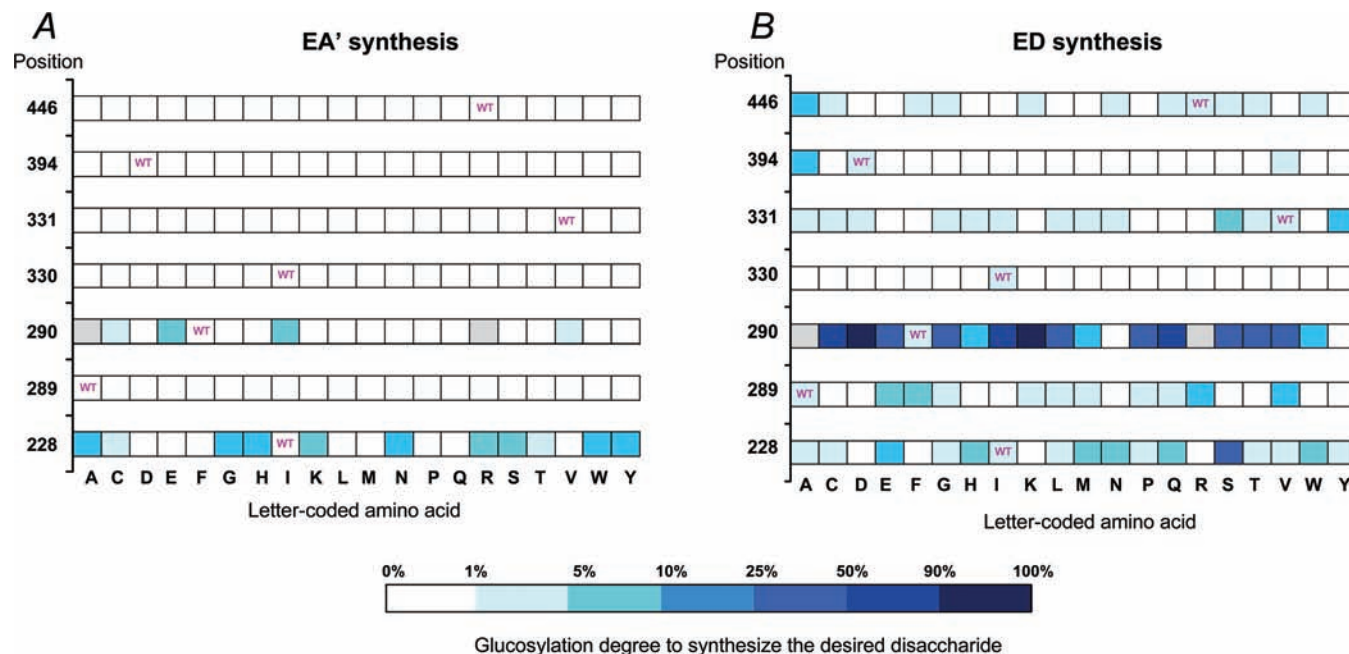 A
EA’ synthesis
Position
446 WT
394 WT
331 WT
330 WT
290 WT
289 WT
228 WT
A C D E F G H I K L M N P Q R S T V W Y
Letter-coded amino acid
B
ED synthesis
446 WT
394 WT
331 WT
330 WT
290 WT
289 WT
228 WT
A C D E F G H I K L M N P Q R S T V W Y
Letter-coded amino acid
0% 1% 5% 10% 25% 50% 90% 100%
Glucosylation degree to synthesize the desired disaccharide